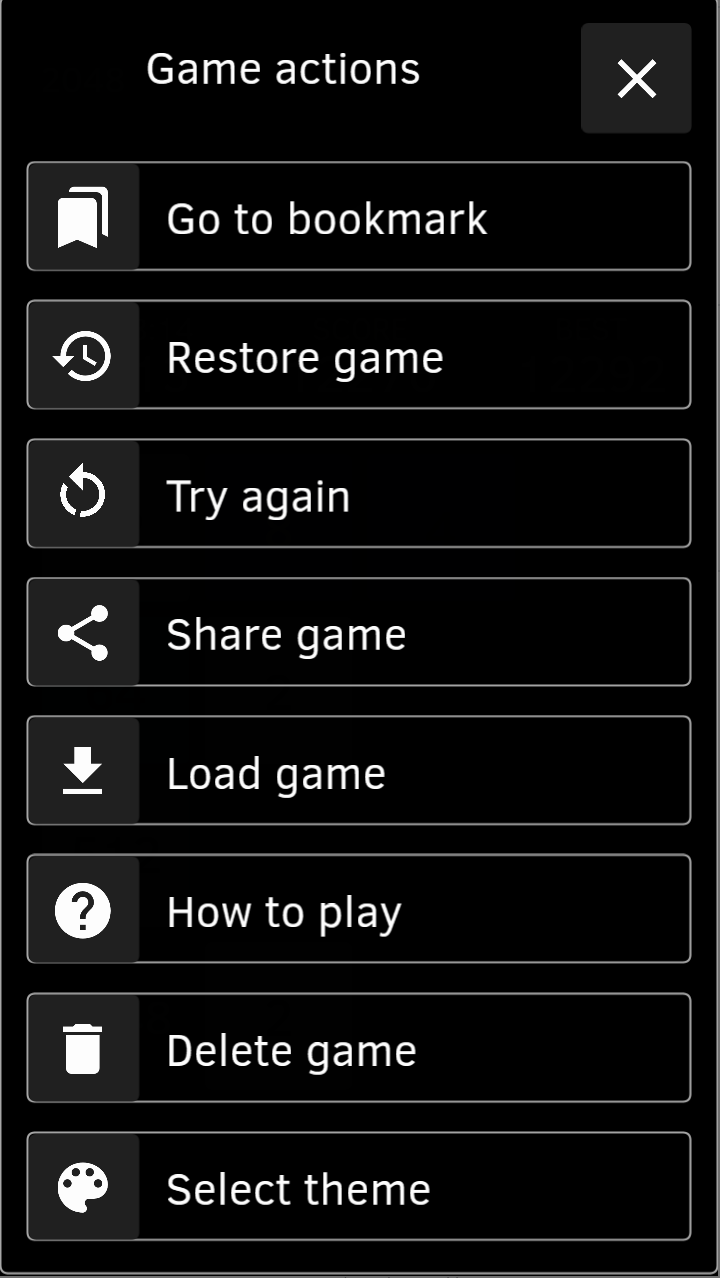 Game actions
Go to bookmark
Restore game
Try again
Share game
Load game
How to play
Delete game
Select theme